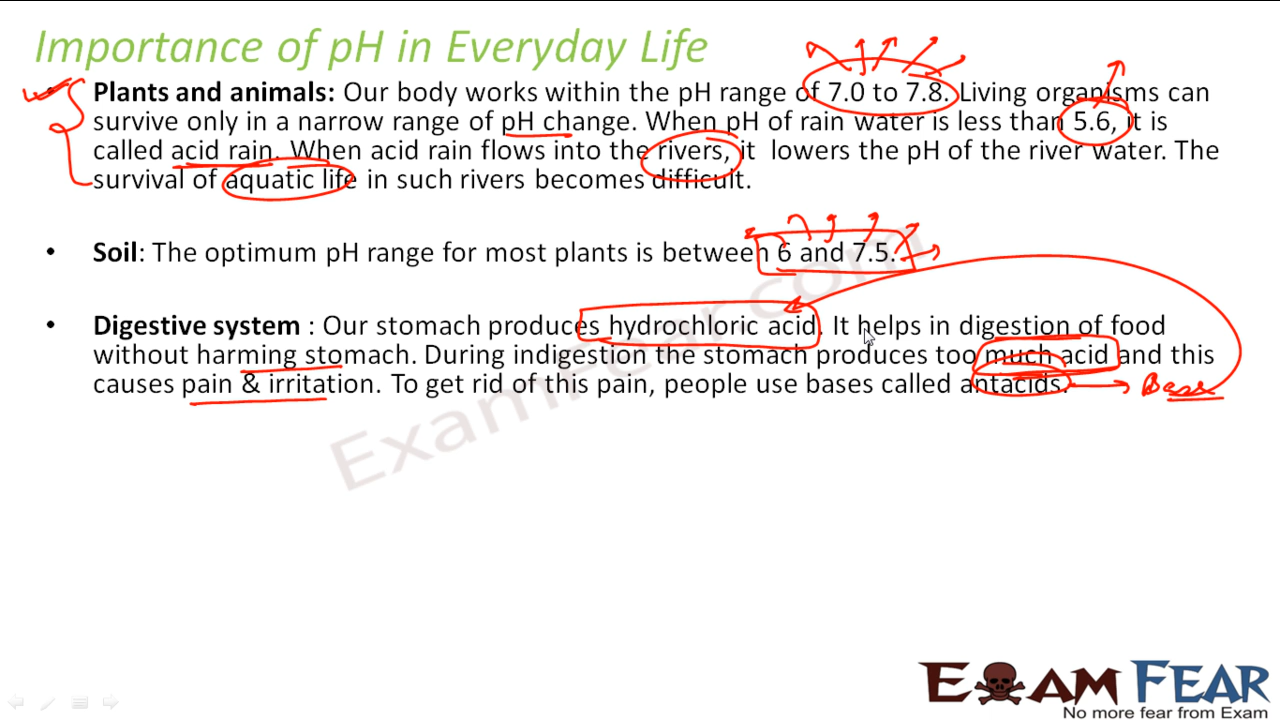 Importance of pH in Everyday Life
Plants and animals: Our body works within the pH range of 7.0 to 7.8. Living organisms can
survive only in a narrow range of pH change. When pH of rain water is less than 5.6, it is
called acid rain. When acid rain flows into the rivers, it lowers the pH of the river water. The
survival of aquatic life in such rivers becomes difficult.
• Soil: The optimum pH range for most plants is between 6 and 7.5.
• Digestive system : Our stomach produces hydrochloric acid. It helps in digestion of food
without harming stomach. During indigestion the stomach produces too much acid and this
causes pain & irritation. To get rid of this pain, people use bases called antacids. Base
ExamFear.com
EXAM FEAR
No more fear from Exam